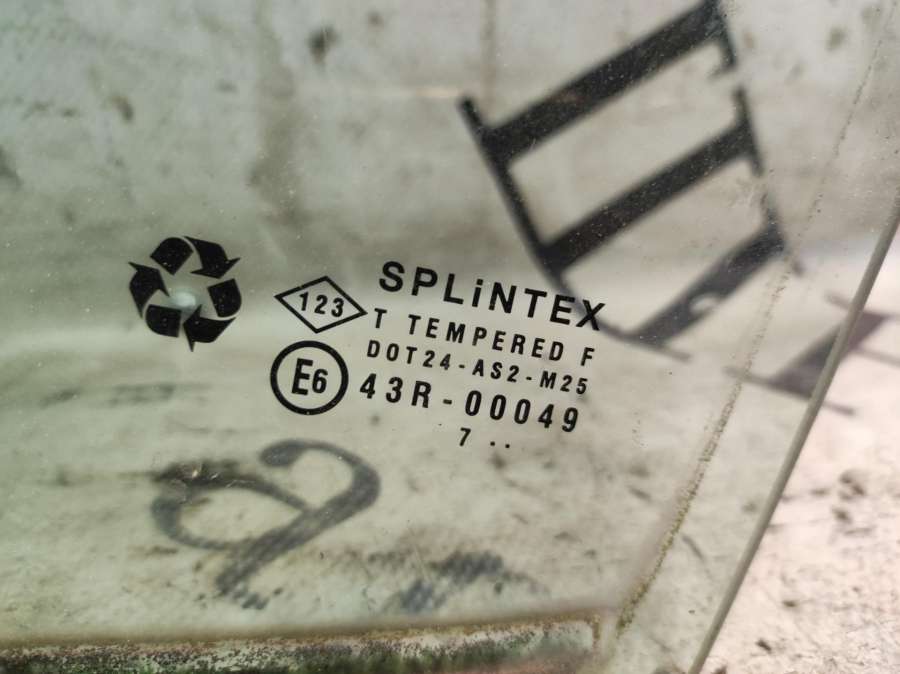 SPLiNTEX
123
T TEMPERED F
DOT24-AS2-M25
E6
43R-00049
7 ..